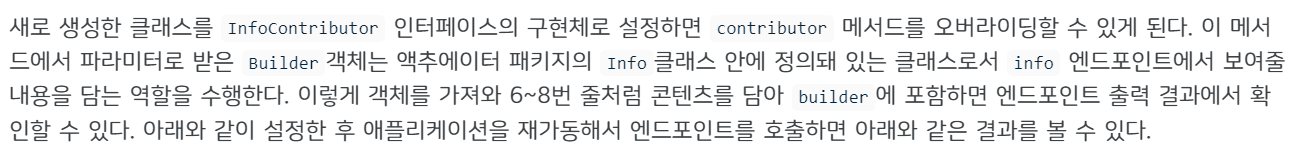 새로 생성한 클래스를 InfoContributor 인터페이스의 구현체로 설정하면 contributor 메서드를 오버라이딩할 수 있게 된다. 이 메서
드에서 파라미터로 받은 Builder 객체는 액추에이터 패키지의 Info 클래스 안에 정의돼 있는 클래스로서 info 엔드포인트에서 보여줄
내용을 담는 역할을 수행한다. 이렇게 객체를 가져와 6~8번 줄처럼 콘텐츠를 담아 builder 에 포함하면 엔드포인트 출력 결과에서 확
인할 수 있다. 아래와 같이 설정한 후 애플리케이션을 재가동해서 엔드포인트를 호출하면 아래와 같은 결과를 볼 수 있다.